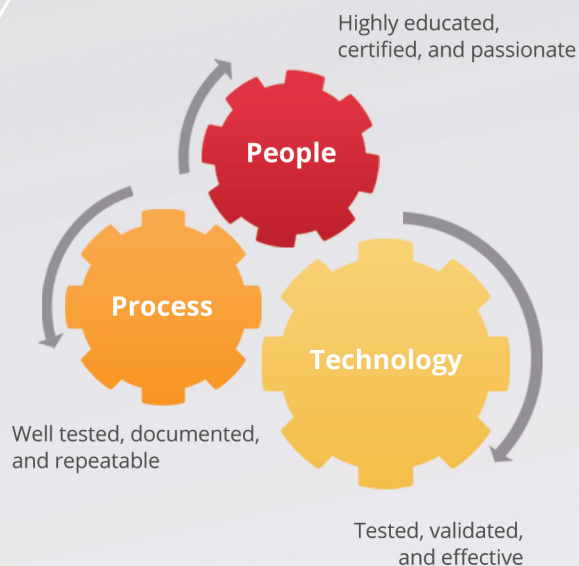 Highly educated,
certified, and passionate
People
Process
Technology
Well tested, documented,
and repeatable
Tested, validated,
and effective